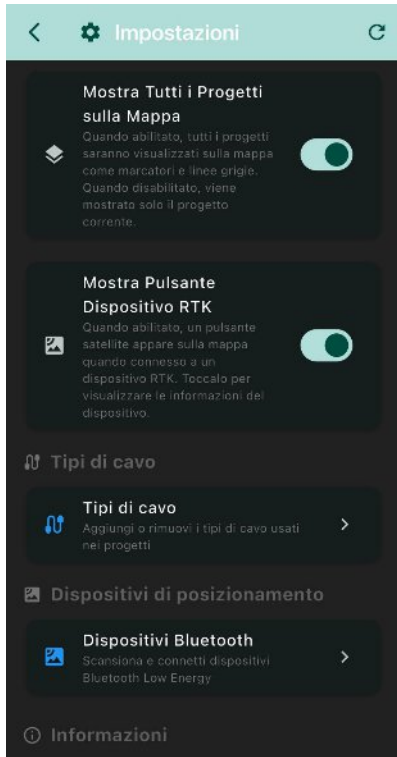 Impostazioni
Mostra Tutti i Progetti
sulla Mappa
Quando abilitato, tutti i progetti
saranno visualizzati sulla mappa
come marcatori e linee grigie.
Quando disabilitato, viene
mostrato solo il progetto
corrente.
Mostra Pulsante
Dispositivo RTK
Quando abilitato, un pulsante
satellite appare sulla mappa
quando connesso a un
dispositivo RTK. Toccalo per
visualizzare le informazioni del
dispositivo.
Tipi di cavo
Tipi di cavo
Aggiungi o rimuovi i tipi di cavo usati
nei progetti
Dispositivi di posizionamento
Dispositivi Bluetooth
Scansiona e connetti dispositivi
Bluetooth Low Energy
Informazioni